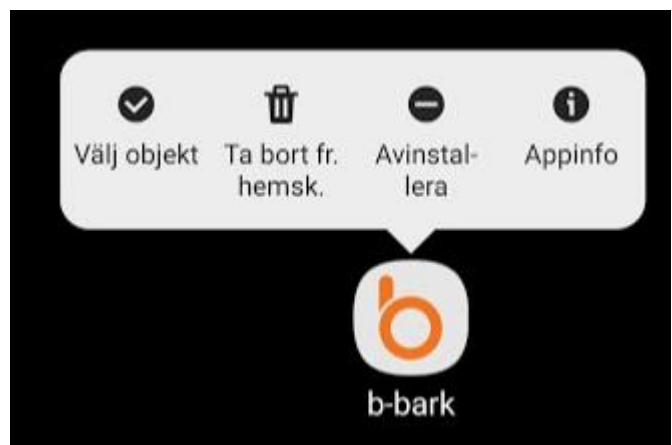 Välj objekt
Ta bort fr.
hemsk.
Avinstal-
lera
Appinfo
b-bark